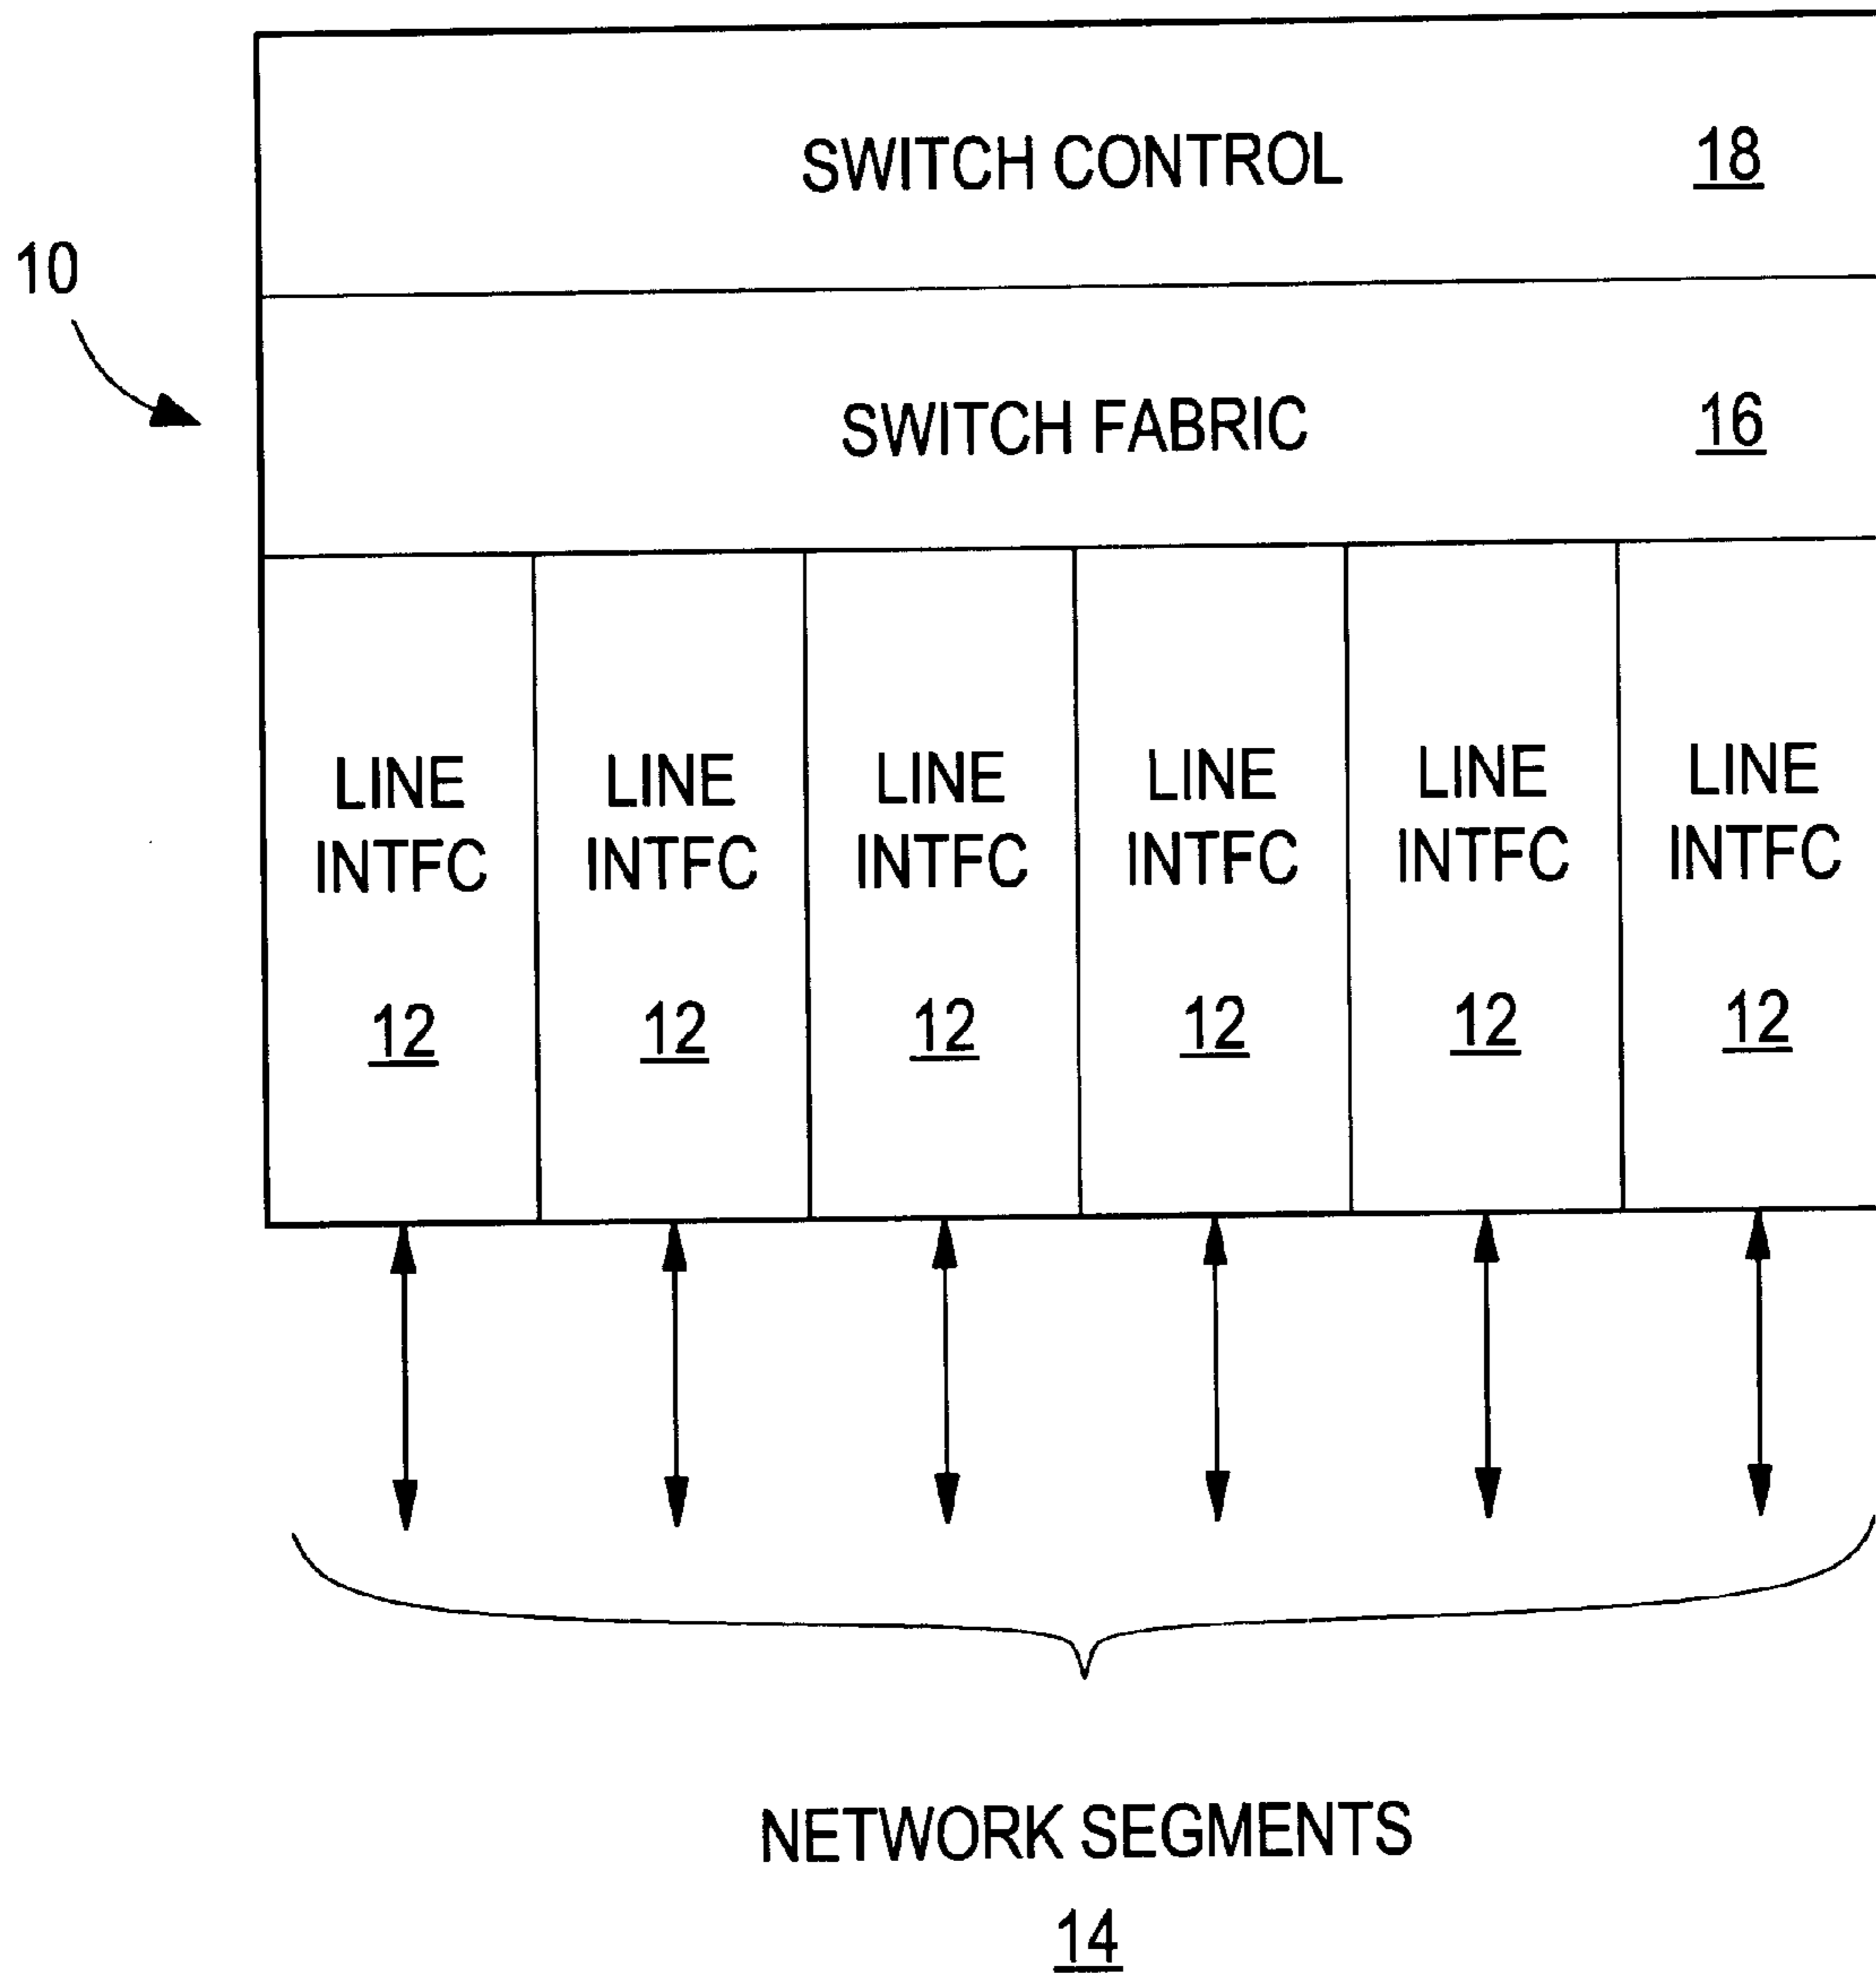 SWITCH CONTROL 18
10
SWITCH FABRIC 16
LINE INTFC 12
LINE INTFC 12
LINE INTFC 12
LINE INTFC 12
LINE INTFC 12
LINE INTFC 12
NETWORK SEGMENTS
14